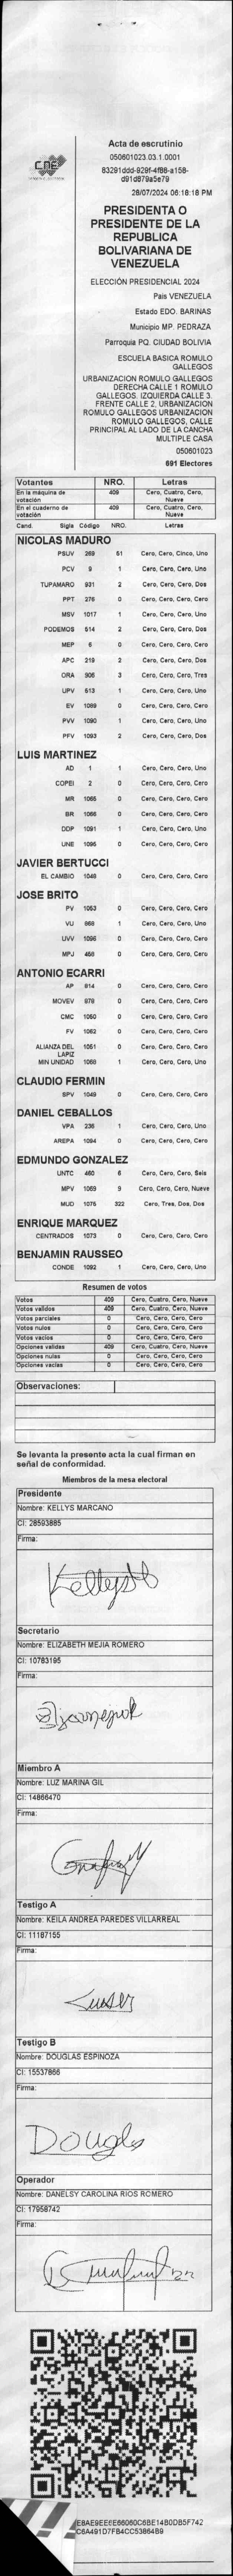 CNE
Acta de escrutinio
050601023.03.1.0001
83291ddd-929f-4f88-a158-
d91d879a5e79
28/07/2024 06:18:18 PM
PRESIDENTA O
PRESIDENTE DE LA
REPUBLICA
BOLIVARIANA DE
VENEZUELA
ELECCIÓN PRESIDENCIAL 2024
Pais VENEZUELA
Estado EDO. BARINAS
Municipio MP. PEDRAZA
Parroquia PQ. CIUDAD BOLIVIA
ESCUELA BASICA ROMULO
GALLEGOS
URBANIZACION ROMULO GALLEGOS
DERECHA CALLE 1 ROMULO
GALLEGOS. IZQUIERDA CALLE 3.
FRENTE CALLE 2. URBANIZACION
ROMULO GALLEGOS URBANIZACION
ROMULO GALLEGOS, CALLE
PRINCIPAL AL LADO DE LA CANCHA
MULTIPLE CASA
050601023
691 Electores
Votantes NRO. Letras
En la máquina de votación 409 Cero, Cuatro, Cero, Nueve
En el cuaderno de votación 409 Cero, Cuatro, Cero, Nueve
Cand. Sigla Código NRO. Letras
NICOLAS MADURO
PSUV 269 51 Cero, Cero, Cinco, Uno
PCV 9 1 Cero, Cero, Cero, Uno
TUPAMARO 931 2 Cero, Cero, Cero, Dos
PPT 276 0 Cero, Cero, Cero, Cero
MSV 1017 1 Cero, Cero, Cero, Uno
PODEMOS 514 2 Cero, Cero, Cero, Dos
MEP 6 0 Cero, Cero, Cero, Cero
APC 219 2 Cero, Cero, Cero, Dos
ORA 906 3 Cero, Cero, Cero, Tres
UPV 513 1 Cero, Cero, Cero, Uno
EV 1089 0 Cero, Cero, Cero, Cero
PVV 1090 1 Cero, Cero, Cero, Uno
PFV 1093 2 Cero, Cero, Cero, Dos
LUIS MARTINEZ
AD 1 1 Cero, Cero, Cero, Uno
COPEI 2 0 Cero, Cero, Cero, Cero
MR 1065 0 Cero, Cero, Cero, Cero
BR 1066 0 Cero, Cero, Cero, Cero
DDP 1091 1 Cero, Cero, Cero, Uno
UNE 1095 0 Cero, Cero, Cero, Cero
JAVIER BERTUCCI
EL CAMBIO 1048 0 Cero, Cero, Cero, Cero
JOSE BRITO
PV 1053 0 Cero, Cero, Cero, Cero
VU 868 1 Cero, Cero, Cero, Uno
UVV 1096 0 Cero, Cero, Cero, Cero
MPJ 456 0 Cero, Cero, Cero, Cero
ANTONIO ECARRI
AP 814 0 Cero, Cero, Cero, Cero
MOVEV 978 0 Cero, Cero, Cero, Cero
CMC 1050 0 Cero, Cero, Cero, Cero
FV 1062 0 Cero, Cero, Cero, Cero
ALIANZA DEL LAPIZ 1051 0 Cero, Cero, Cero, Cero
MIN UNIDAD 1068 1 Cero, Cero, Cero, Uno
CLAUDIO FERMIN
SPV 1049 0 Cero, Cero, Cero, Cero
DANIEL CEBALLOS
VPA 238 1 Cero, Cero, Cero, Uno
AREPA 1094 0 Cero, Cero, Cero, Cero
EDMUNDO GONZALEZ
UNTC 460 6 Cero, Cero, Cero, Seis
MPV 1069 9 Cero, Cero, Cero, Nueve
MUD 1075 322 Cero, Tres, Dos, Dos
ENRIQUE MARQUEZ
CENTRADOS 1073 0 Cero, Cero, Cero, Cero
BENJAMIN RAUSSEO
CONDE 1092 1 Cero, Cero, Cero, Uno
Resumen de votos
Votos 409 Cero, Cuatro, Cero, Nueve
Votos validos 409 Cero, Cuatro, Cero, Nueve
Votos parciales 0 Cero, Cero, Cero, Cero
Votos nulos 0 Cero, Cero, Cero, Cero
Votos vacios 0 Cero, Cero, Cero, Cero
Opciones validas 409 Cero, Cuatro, Cero, Nueve
Opciones nulas 0 Cero, Cero, Cero, Cero
Opciones vacias 0 Cero, Cero, Cero, Cero
Observaciones:
Se levanta la presente acta la cual firman en
señal de conformidad.
Miembros de la mesa electoral
Presidente
Nombre: KELLYS MARCANO
CI: 28593885
Firma:
Secretario
Nombre: ELIZABETH MEJIA ROMERO
CI: 10763195
Firma:
Miembro A
Nombre: LUZ MARINA GIL
CI: 14866470
Firma:
Testigo A
Nombre: KEILA ANDREA PAREDES VILLARREAL
CI: 11187155
Firma:
Testigo B
Nombre: DOUGLAS ESPINOZA
CI: 15537866
Firma:
Douglas
Operador
Nombre: DANELSY CAROLINA RIOS ROMERO
CI: 17958742
Firma:
E8AE9EEFE66060C6BE14B0DB5F742
C6A491D7FB4CC53864B9